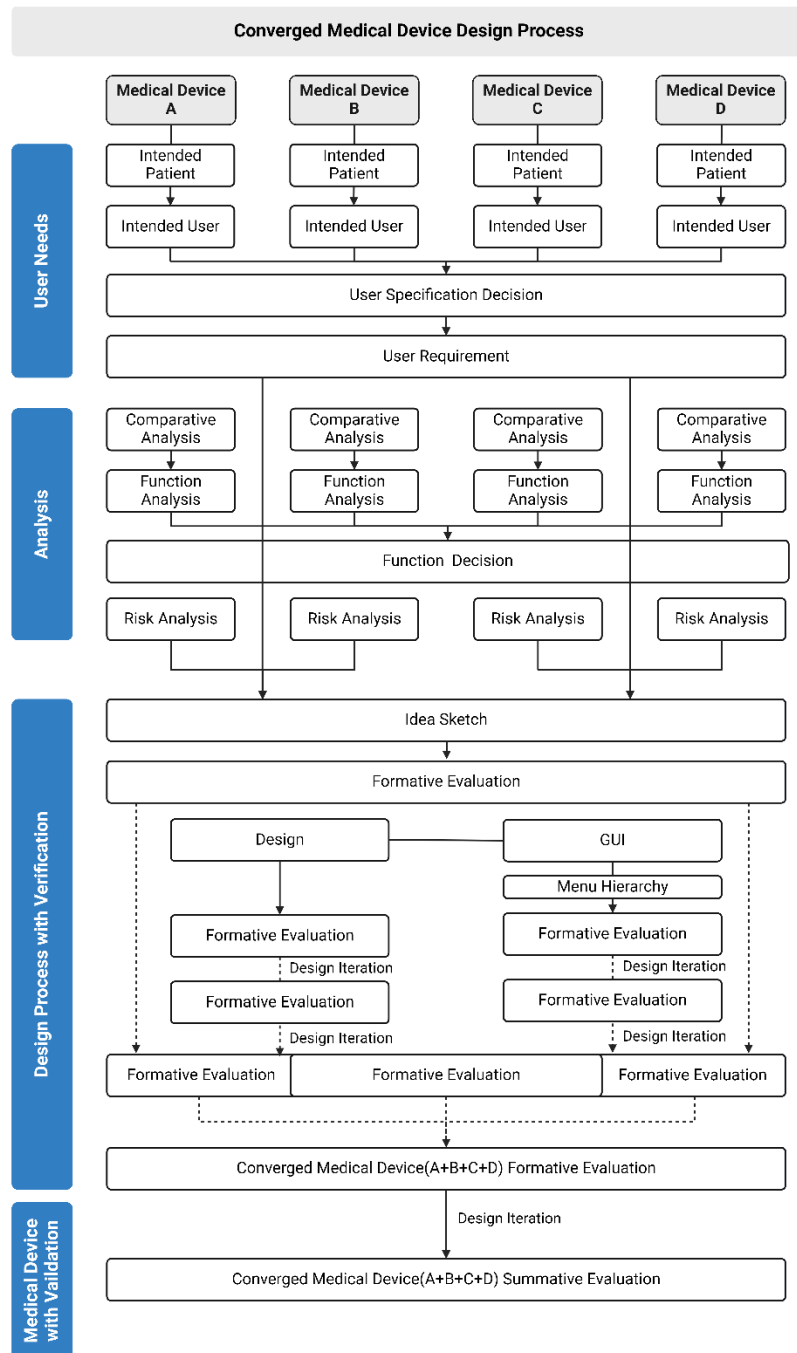 Converged Medical Device Design Process
Medical Device
A
Medical Device
B
Medical Device
C
Medical Device
D
User Needs
Intended
Patient
Intended
Patient
Intended
Patient
Intended
Patient
Intended User
Intended User
Intended User
Intended User
User Specification Decision
User Requirement
Analysis
Comparative
Analysis
Comparative
Analysis
Comparative
Analysis
Comparative
Analysis
Function
Analysis
Function
Analysis
Function
Analysis
Function
Analysis
Function Decision
Risk Analysis
Risk Analysis
Risk Analysis
Risk Analysis
Design Process with Verification
Idea Sketch
Formative Evaluation
Design
GUI
Menu Hierarchy
Formative Evaluation
Formative Evaluation
Design Iteration
Design Iteration
Formative Evaluation
Formative Evaluation
Design Iteration
Design Iteration
Formative Evaluation
Formative Evaluation
Formative Evaluation
Converged Medical Device(A+B+C+D) Formative Evaluation
Medical Device
with Vaildation
Design Iteration
Converged Medical Device(A+B+C+D) Summative Evaluation